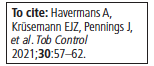 To cite: Havermans A,
Krüsemann EJZ, Pennings J,
et al. Tob Control
2021;30:57–62.